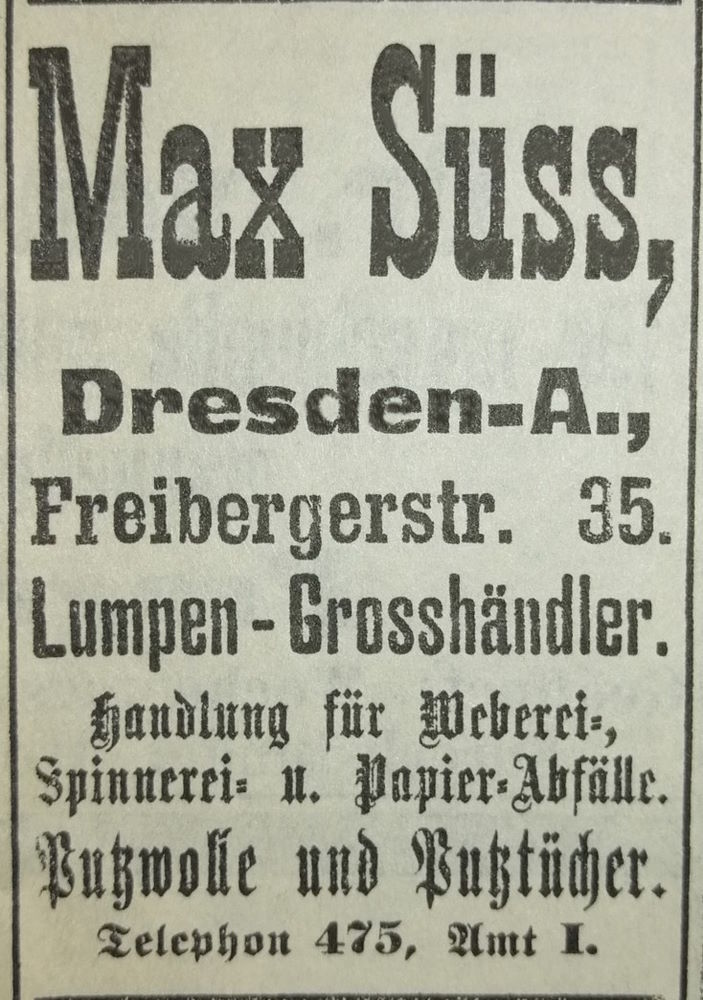 Max Süss,
Dresden-A.,
Freibergerstr. 35.
Lumpen-Grosshändler.
Handlung für Weberei-,
Spinnerei- u. Papier-Abfälle.
Putzwolle und Putztücher.
Telephon 475, Amt I.